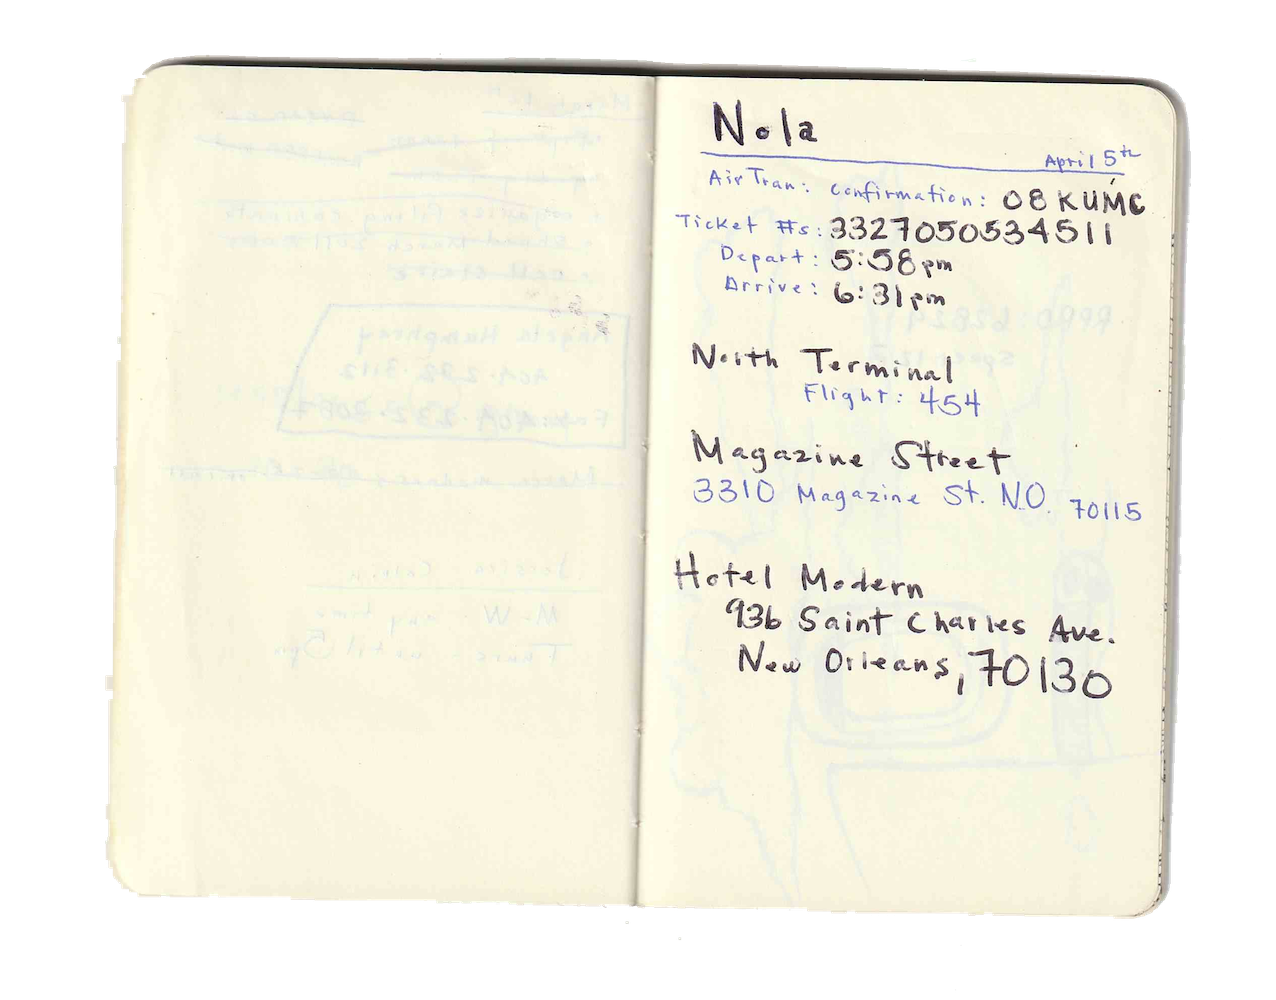 Nola
April 5th
AirTran: confirmation: 08KUMC
Ticket #s: 3327050534511
Depart: 5:58pm
Arrive: 6:31pm
North Terminal
Flight: 454
Magazine Street
3310 Magazine St. N.O. 70115
Hotel Modern
936 Saint Charles Ave.
New Orleans, 70130